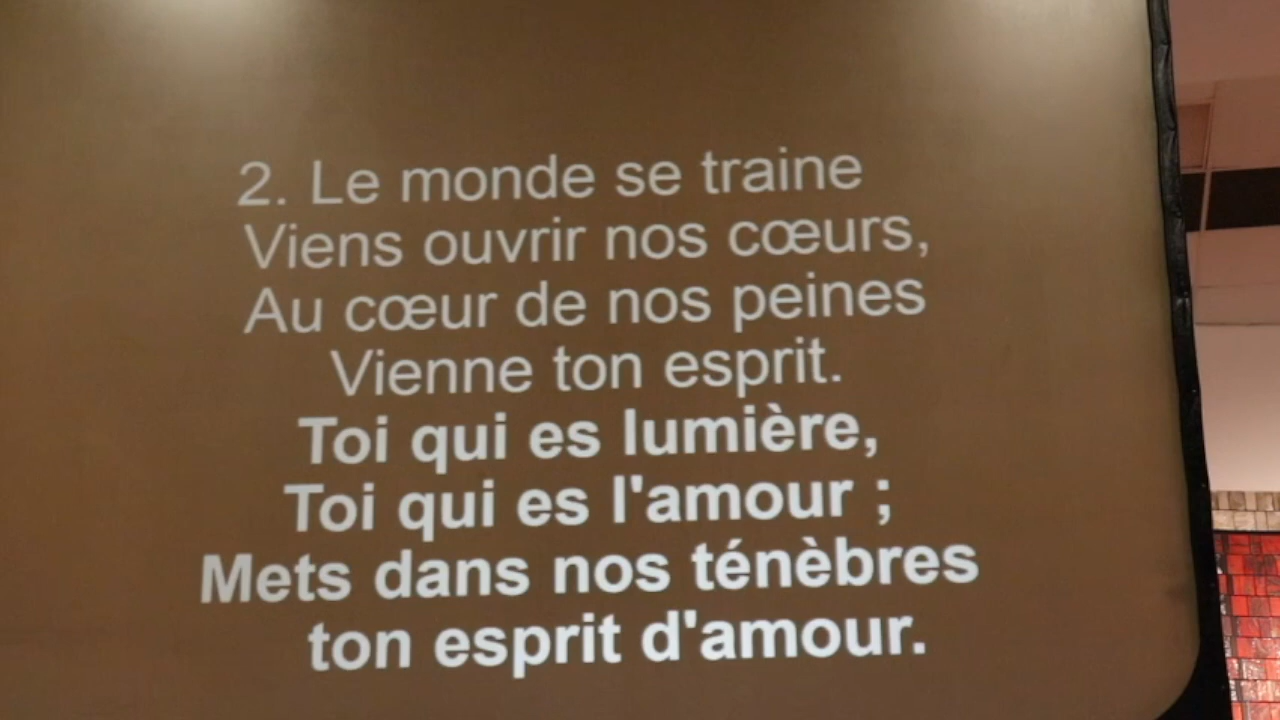 2. Le monde se traine
Viens ouvrir nos cœurs,
Au cœur de nos peines
Vienne ton esprit.
Toi qui es lumière,
Toi qui es l'amour ;
Mets dans nos ténèbres
ton esprit d'amour.